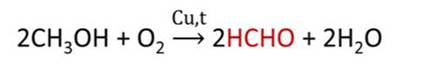 Cu,t
2CH₃OH + O₂ ⟶ 2HCHO + 2H₂O